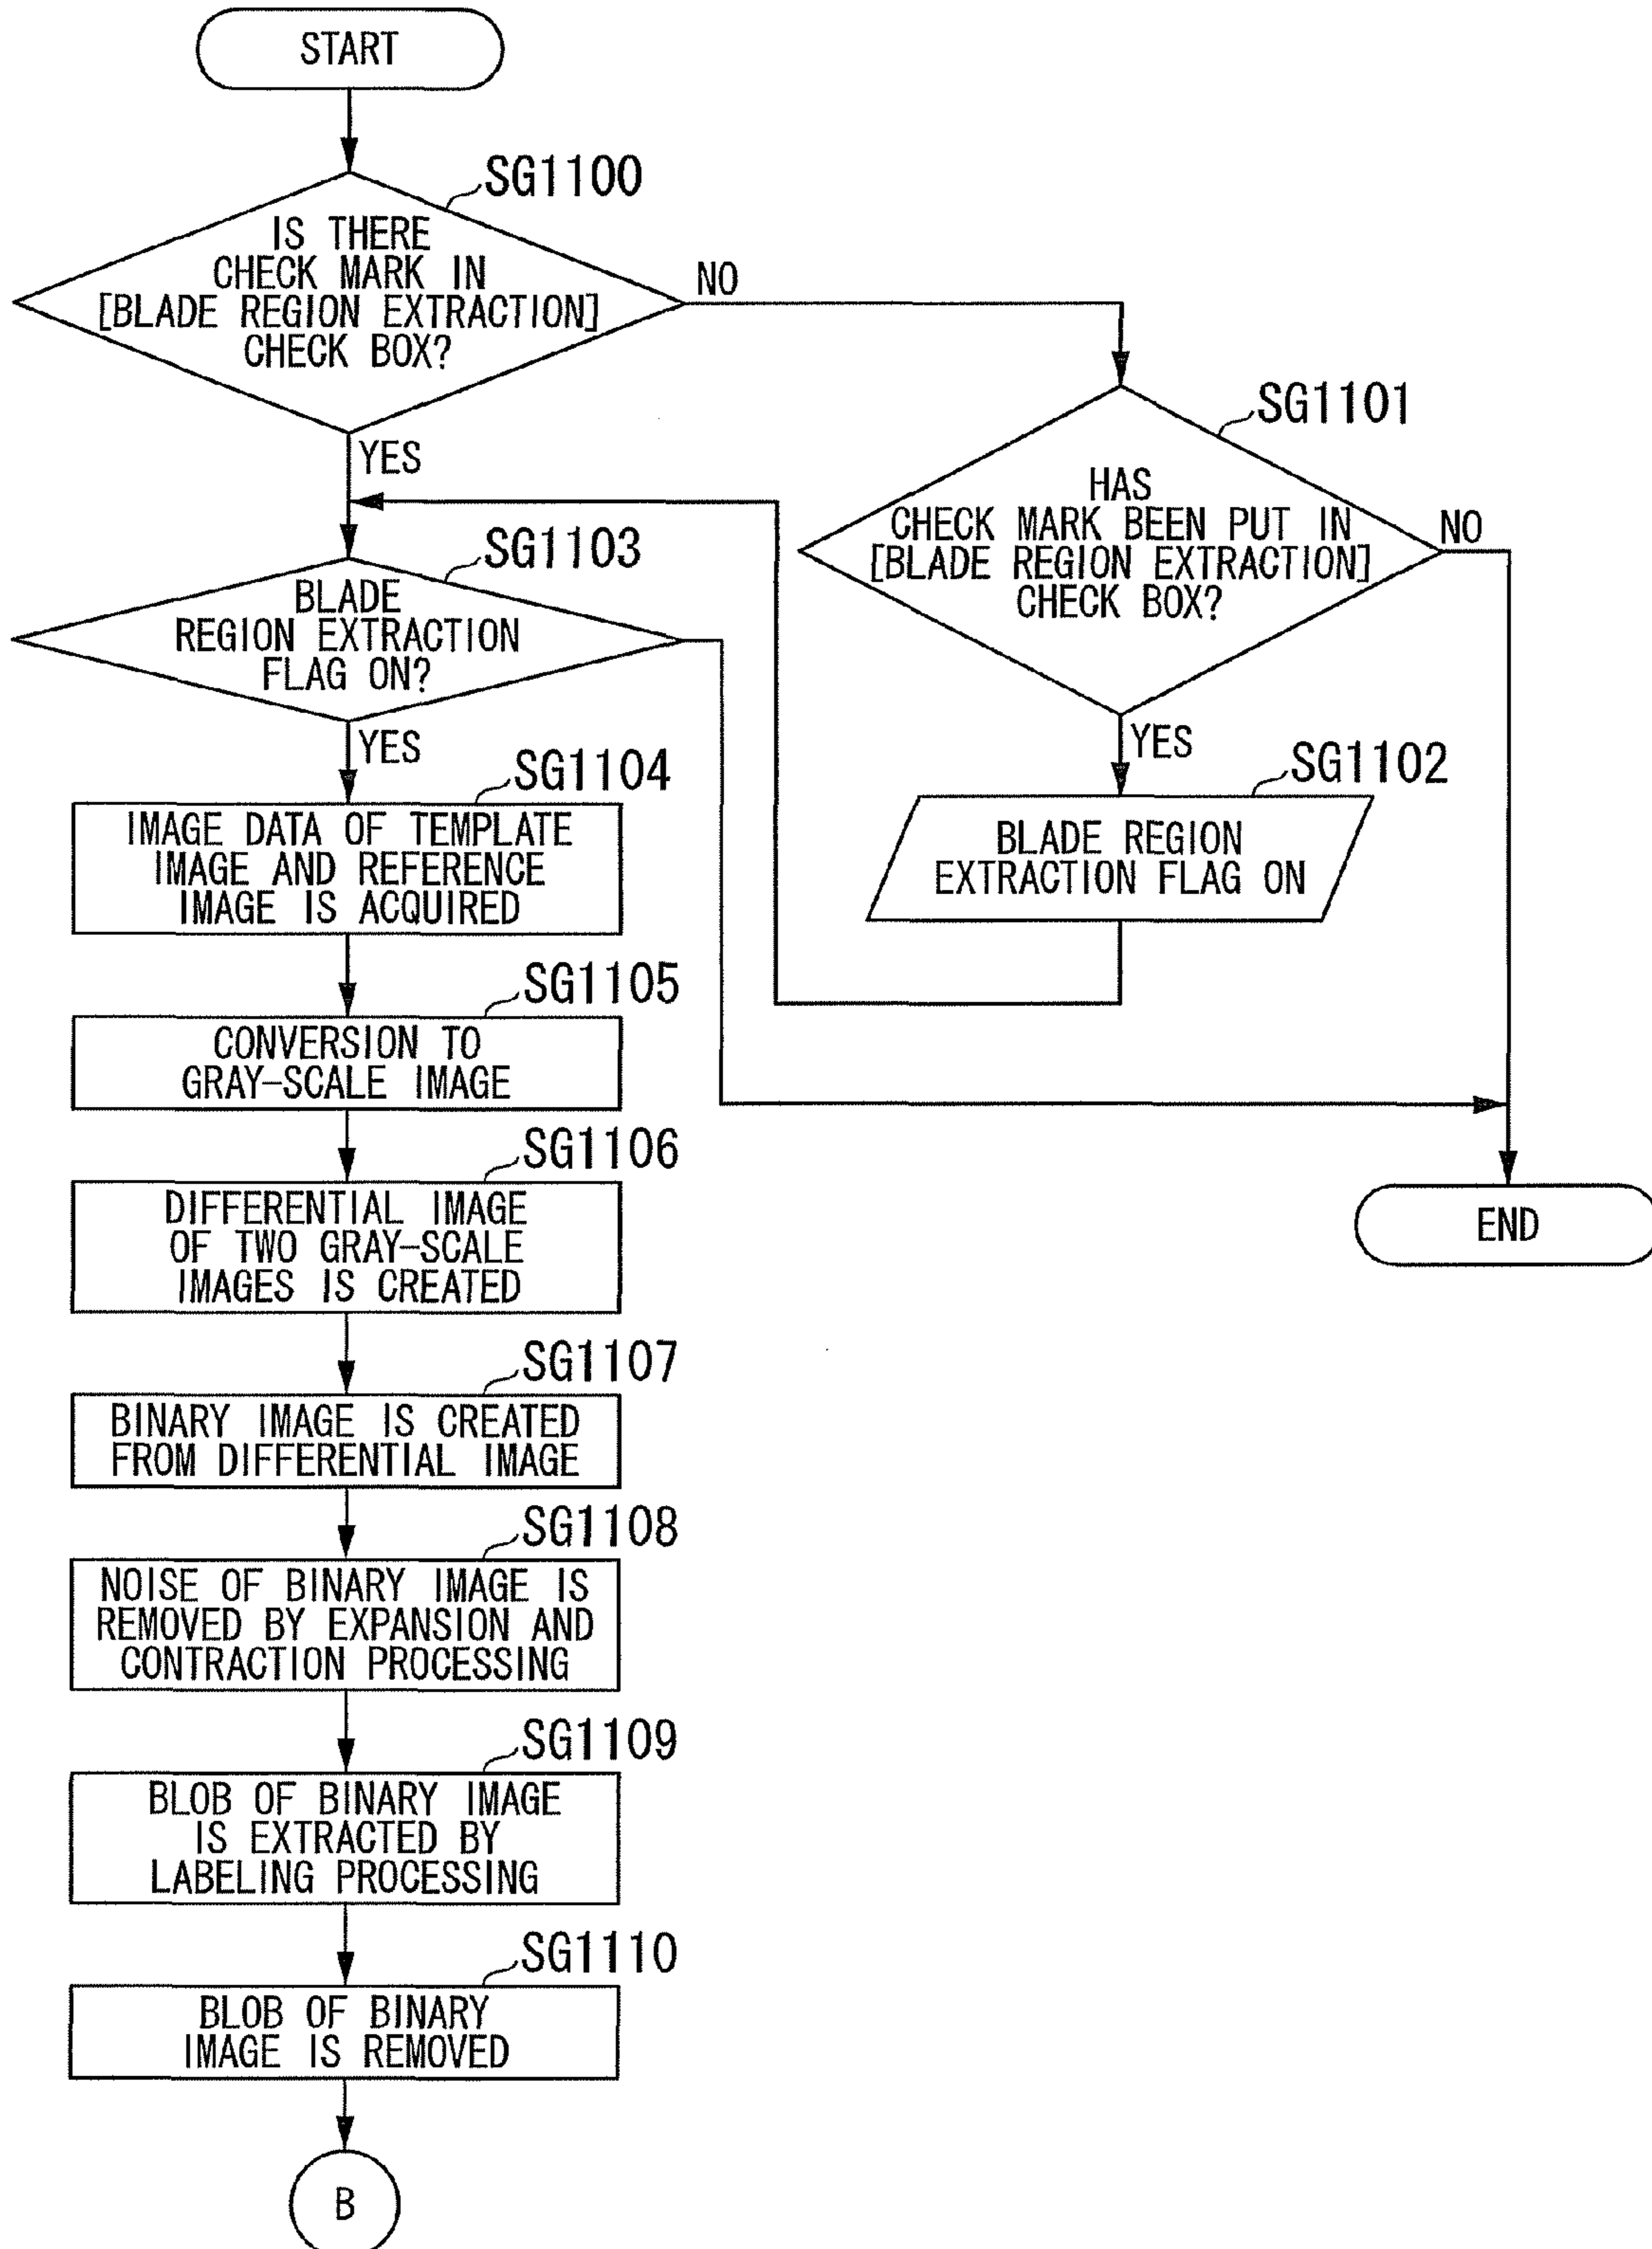 START
SG1100
IS THERE
CHECK MARK IN
[BLADE REGION EXTRACTION]
CHECK BOX?
NO
YES
SG1101
HAS
CHECK MARK BEEN PUT IN
[BLADE REGION EXTRACTION]
CHECK BOX?
NO
YES
SG1102
BLADE REGION
EXTRACTION FLAG ON
SG1103
BLADE
REGION EXTRACTION
FLAG ON?
YES
SG1104
IMAGE DATA OF TEMPLATE
IMAGE AND REFERENCE
IMAGE IS ACQUIRED
SG1105
CONVERSION TO
GRAY-SCALE IMAGE
SG1106
DIFFERENTIAL IMAGE
OF TWO GRAY-SCALE
IMAGES IS CREATED
END
SG1107
BINARY IMAGE IS CREATED
FROM DIFFERENTIAL IMAGE
SG1108
NOISE OF BINARY IMAGE IS
REMOVED BY EXPANSION AND
CONTRACTION PROCESSING
SG1109
BLOB OF BINARY IMAGE
IS EXTRACTED BY
LABELING PROCESSING
SG1110
BLOB OF BINARY
IMAGE IS REMOVED
B